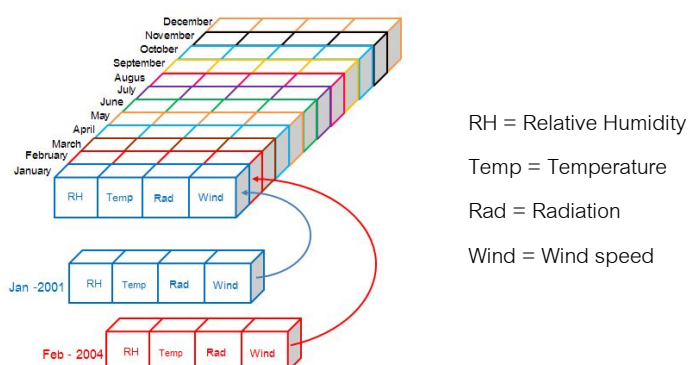 December
November
October
September
Augus
July
June
May
April
March
February
January
RH Temp Rad Wind
Jan -2001 RH Temp Rad Wind
Feb - 2004 RH Temp Rad Wind
RH = Relative Humidity
Temp = Temperature
Rad = Radiation
Wind = Wind speed